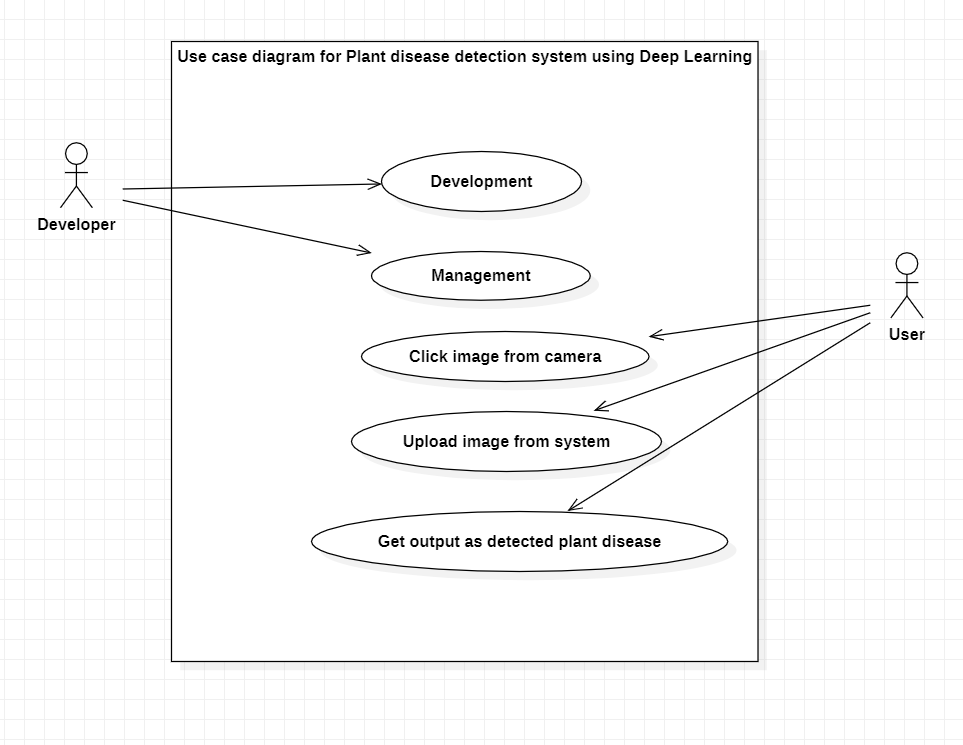 Use case diagram for Plant disease detection system using Deep Learning
Developer
Development
Management
User
Click image from camera
Upload image from system
Get output as detected plant disease